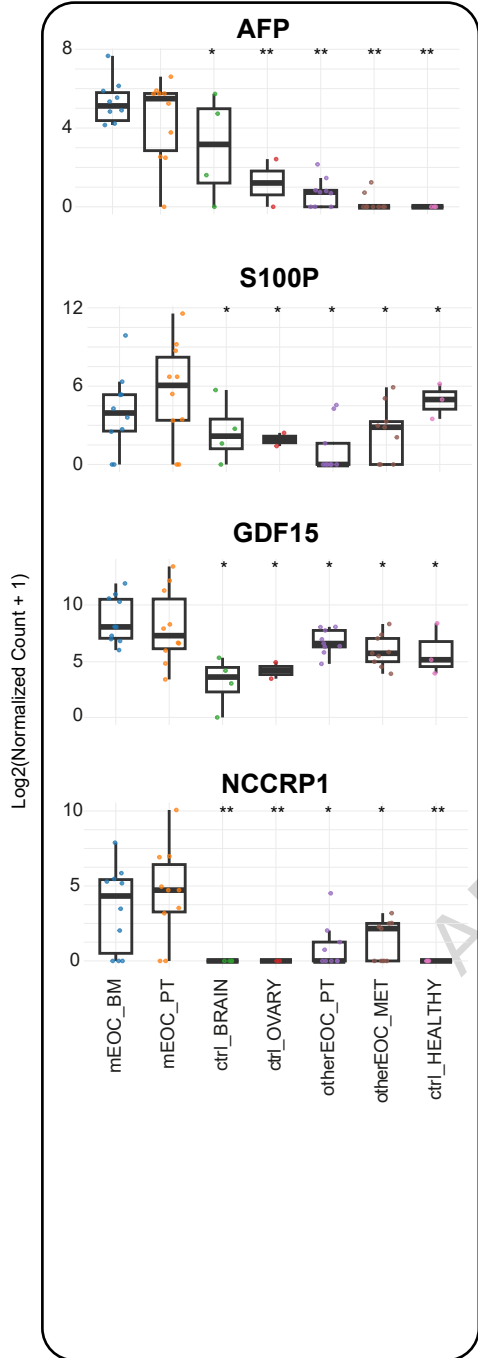 AFP
* ** ** ** **
8
4
0
S100P
* * * * *
12
6
0
GDF15
* * * * *
10
5
0
NCCRP1
** ** * * **
10
5
0
Log2(Normalized Count + 1)
mEOC_BM
mEOC_PT
ctrl_BRAIN
ctrl_OVARY
otherEOC_PT
otherEOC_MET
ctrl_HEALTHY